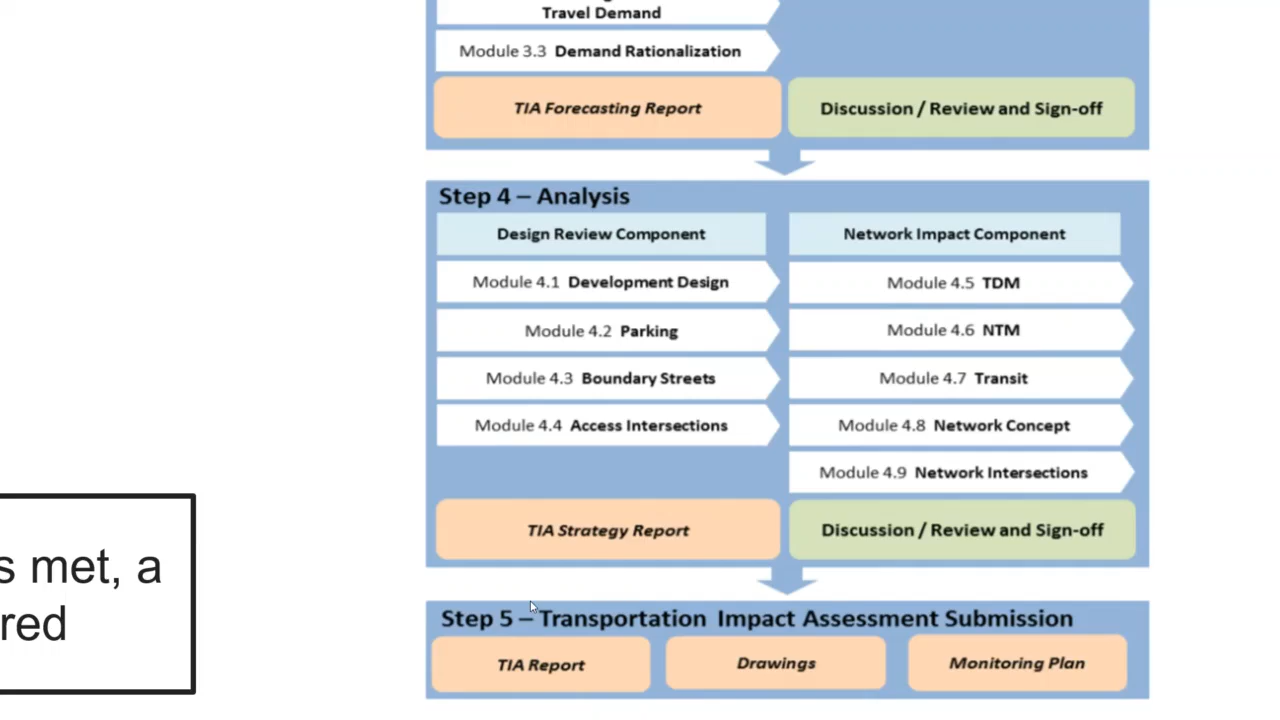 Travel Demand
Module 3.3 Demand Rationalization
TIA Forecasting Report
Discussion / Review and Sign-off
Step 4 – Analysis
Design Review Component
Network Impact Component
Module 4.1 Development Design
Module 4.5 TDM
Module 4.2 Parking
Module 4.6 NTM
Module 4.3 Boundary Streets
Module 4.7 Transit
Module 4.4 Access Intersections
Module 4.8 Network Concept
Module 4.9 Network Intersections
TIA Strategy Report
Discussion / Review and Sign-off
s met, a
red
Step 5 – Transportation Impact Assessment Submission
TIA Report
Drawings
Monitoring Plan